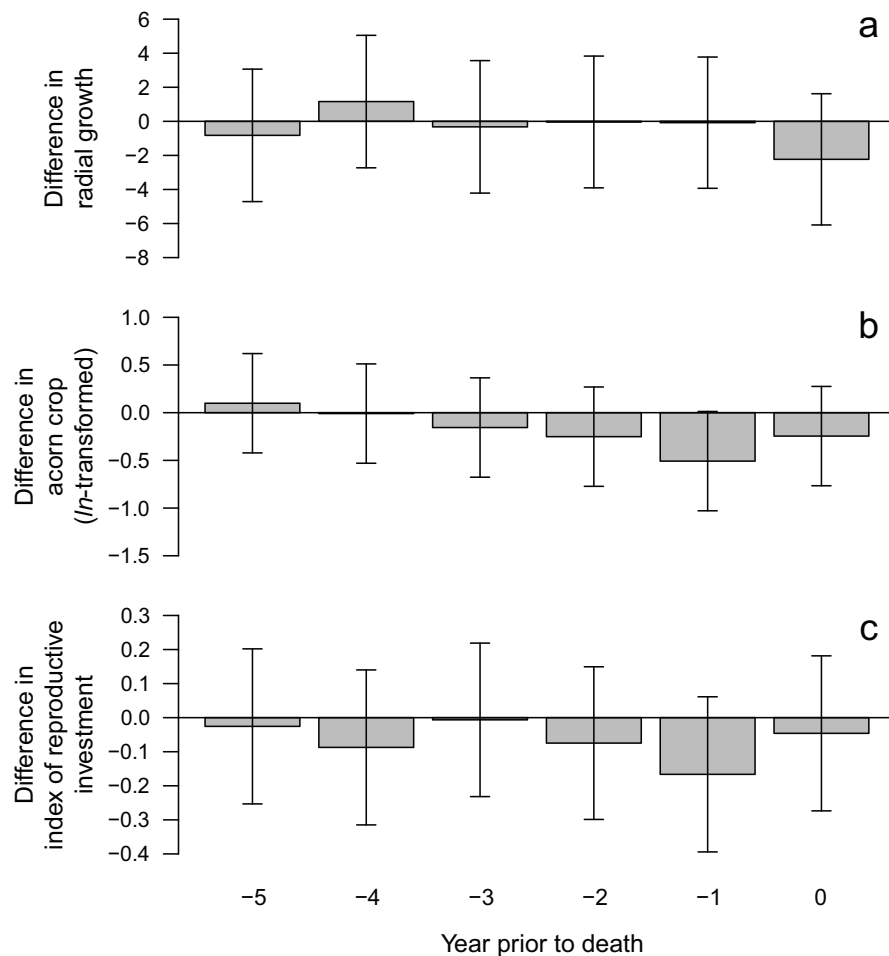 a
6
4
2
0
−2
−4
−6
−8
Difference in
radial growth
b
1.0
0.5
0.0
−0.5
−1.0
−1.5
Difference in
acorn crop
(ln-transformed)
c
0.3
0.2
0.1
0.0
−0.1
−0.2
−0.3
−0.4
Difference in
index of reproductive
investment
−5 −4 −3 −2 −1 0
Year prior to death